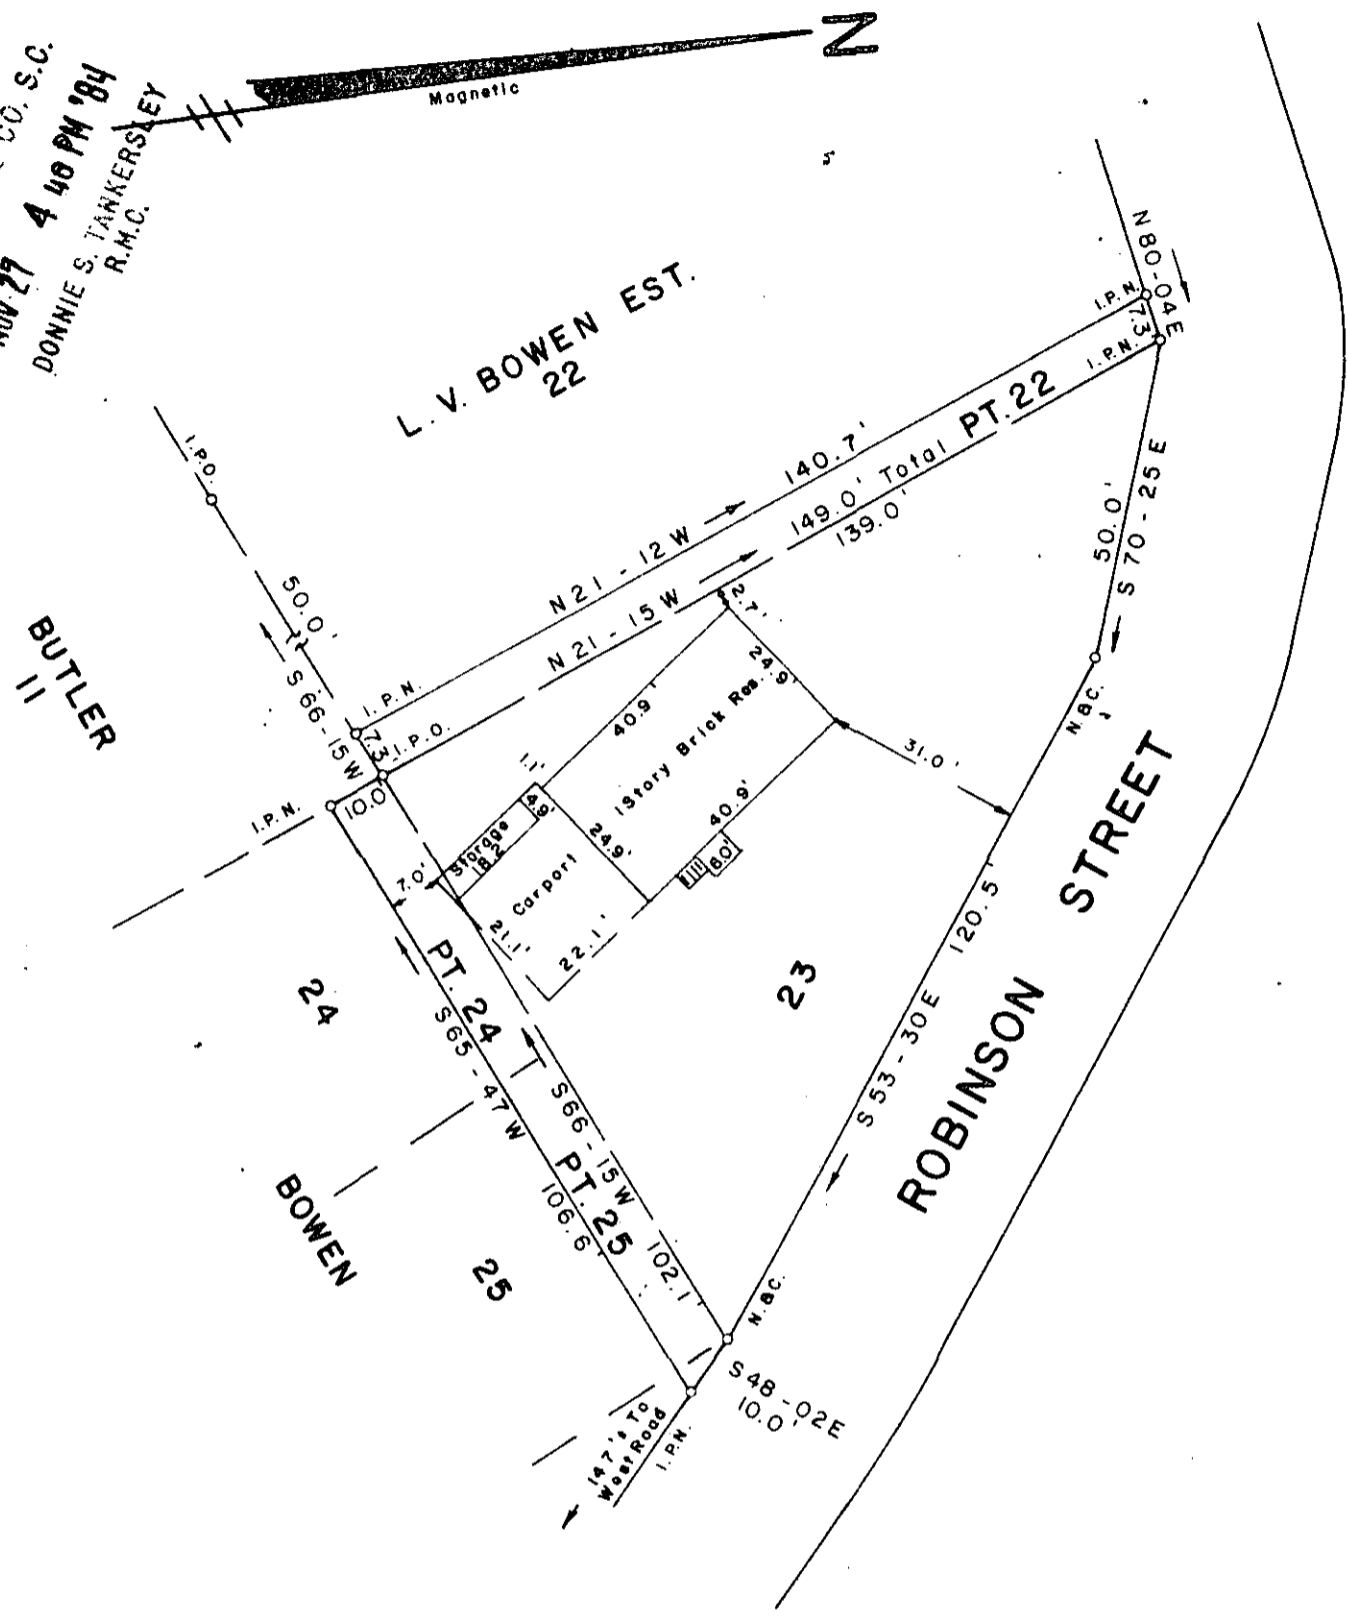 CO. S.C.
NOV 27 4 40 PM '84
DONNIE S. TANKERSLEY
R.M.C.
N
Magnetic
L. V. BOWEN EST.
22
N 80-04 E
7.3'
I.P.N.
I.P.N.
PT. 22
140.7'
149.0' Total
139.0'
N 21 - 12 W
N 21 - 15 W
50.0'
S 70 - 25 E
I.P.O.
50.0'
S 66-15 W
BUTLER
11
I.P.N.
7.3'
I.P.O.
I.P.N.
10.0'
2.7'
24.9'
40.9'
1 Story Brick Res.
40.9'
24.9'
6.0'
1.1'
4.9'
Storage
18.2'
Carport
21.1'
22.1'
7.0'
31.0'
N.&C.
STREET
ROBINSON
S 53 - 30 E 120.5'
23
24
PT. 24
S 65 - 47 W
106.6'
S 66 - 15 W
102.1'
PT. 25
BOWEN
25
N.&C.
S 48 - 02 E
10.0'
147'± To
West Road
I.P.N.